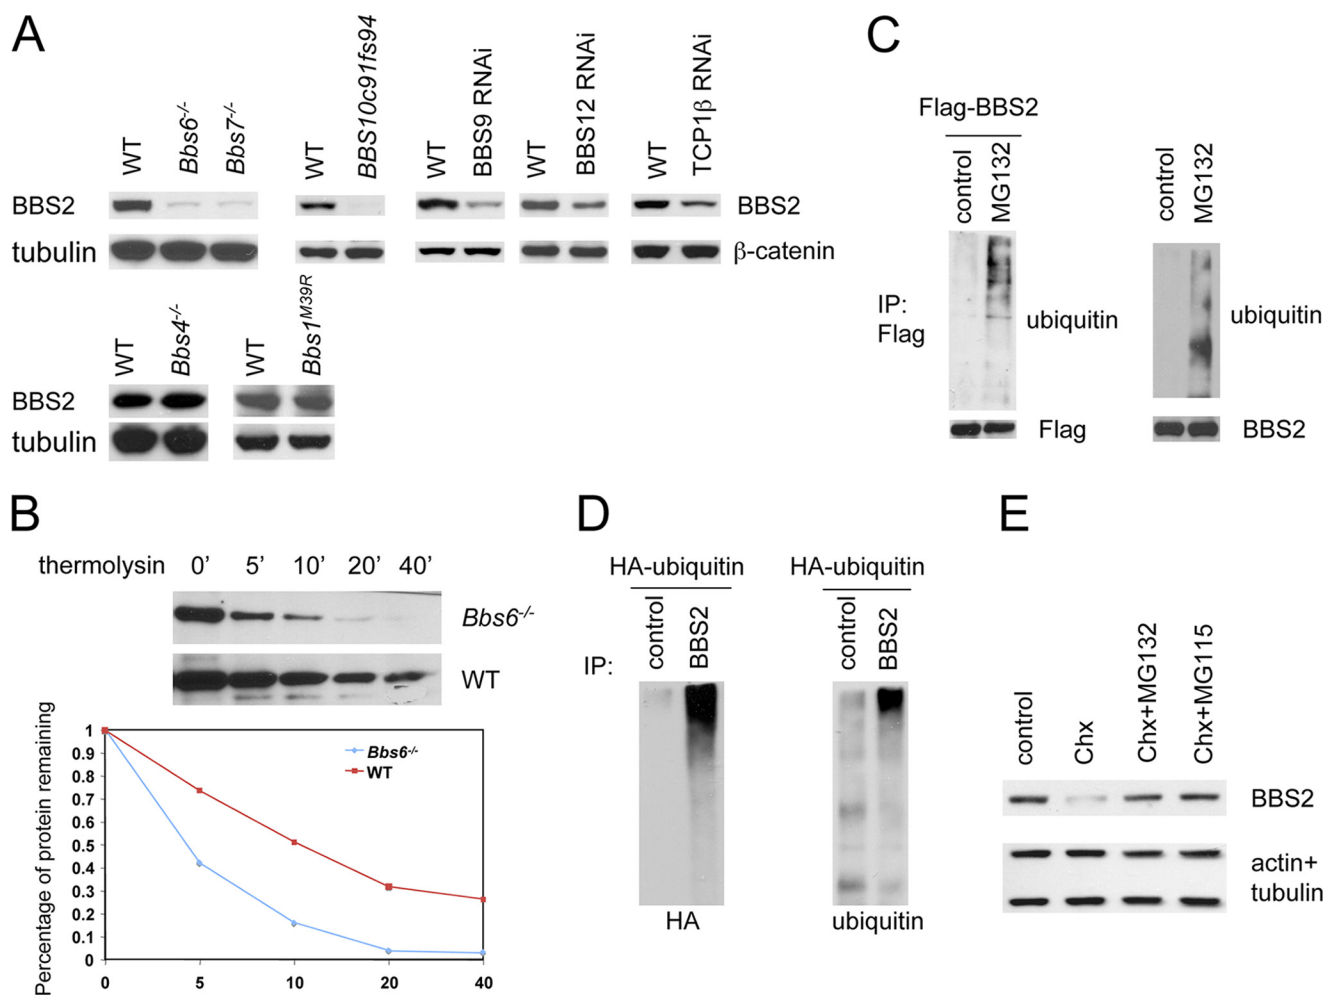 A
WT
Bbs6-/-
Bbs7-/-
WT
BBS10c91fs94
WT
BBS9 RNAi
WT
BBS12 RNAi
WT
TCP1β RNAi
BBS2
BBS2
tubulin
β-catenin
WT
Bbs4-/-
WT
Bbs1M39R
BBS2
tubulin
B
thermolysin 0’ 5’ 10’ 20’ 40’
Bbs6-/-
WT
Percentage of protein remaining
1
0.9
0.8
0.7
0.6
0.5
0.4
0.3
0.2
0.1
0
Bbs6-/-
WT
0 5 10 20 40
C
Flag-BBS2
control
MG132
control
MG132
IP:
Flag
ubiquitin
ubiquitin
Flag
BBS2
D
HA-ubiquitin
HA-ubiquitin
IP:
control
BBS2
control
BBS2
HA
ubiquitin
E
control
Chx
Chx+MG132
Chx+MG115
BBS2
actin+
tubulin